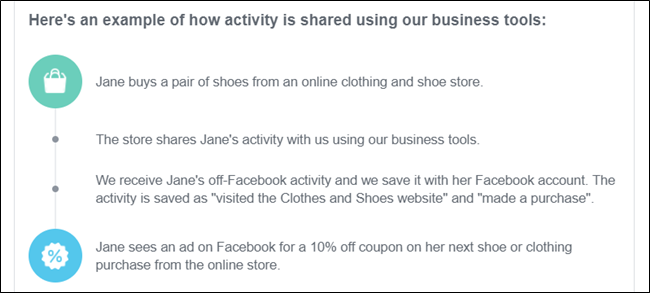 Here's an example of how activity is shared using our business tools:
Jane buys a pair of shoes from an online clothing and shoe store.
The store shares Jane's activity with us using our business tools.
We receive Jane's off-Facebook activity and we save it with her Facebook account. The
activity is saved as "visited the Clothes and Shoes website" and "made a purchase".
%
Jane sees an ad on Facebook for a 10% off coupon on her next shoe or clothing
purchase from the online store.